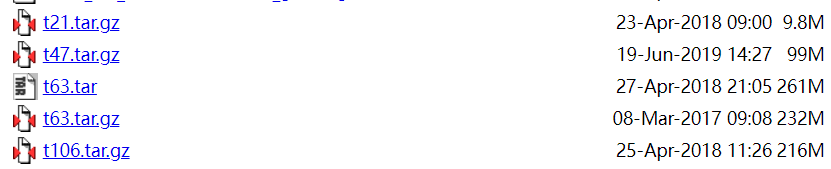 t21.tar.gz 23-Apr-2018 09:00 9.8M
t47.tar.gz 19-Jun-2019 14:27 99M
t63.tar 27-Apr-2018 21:05 261M
t63.tar.gz 08-Mar-2017 09:08 232M
t106.tar.gz 25-Apr-2018 11:26 216M